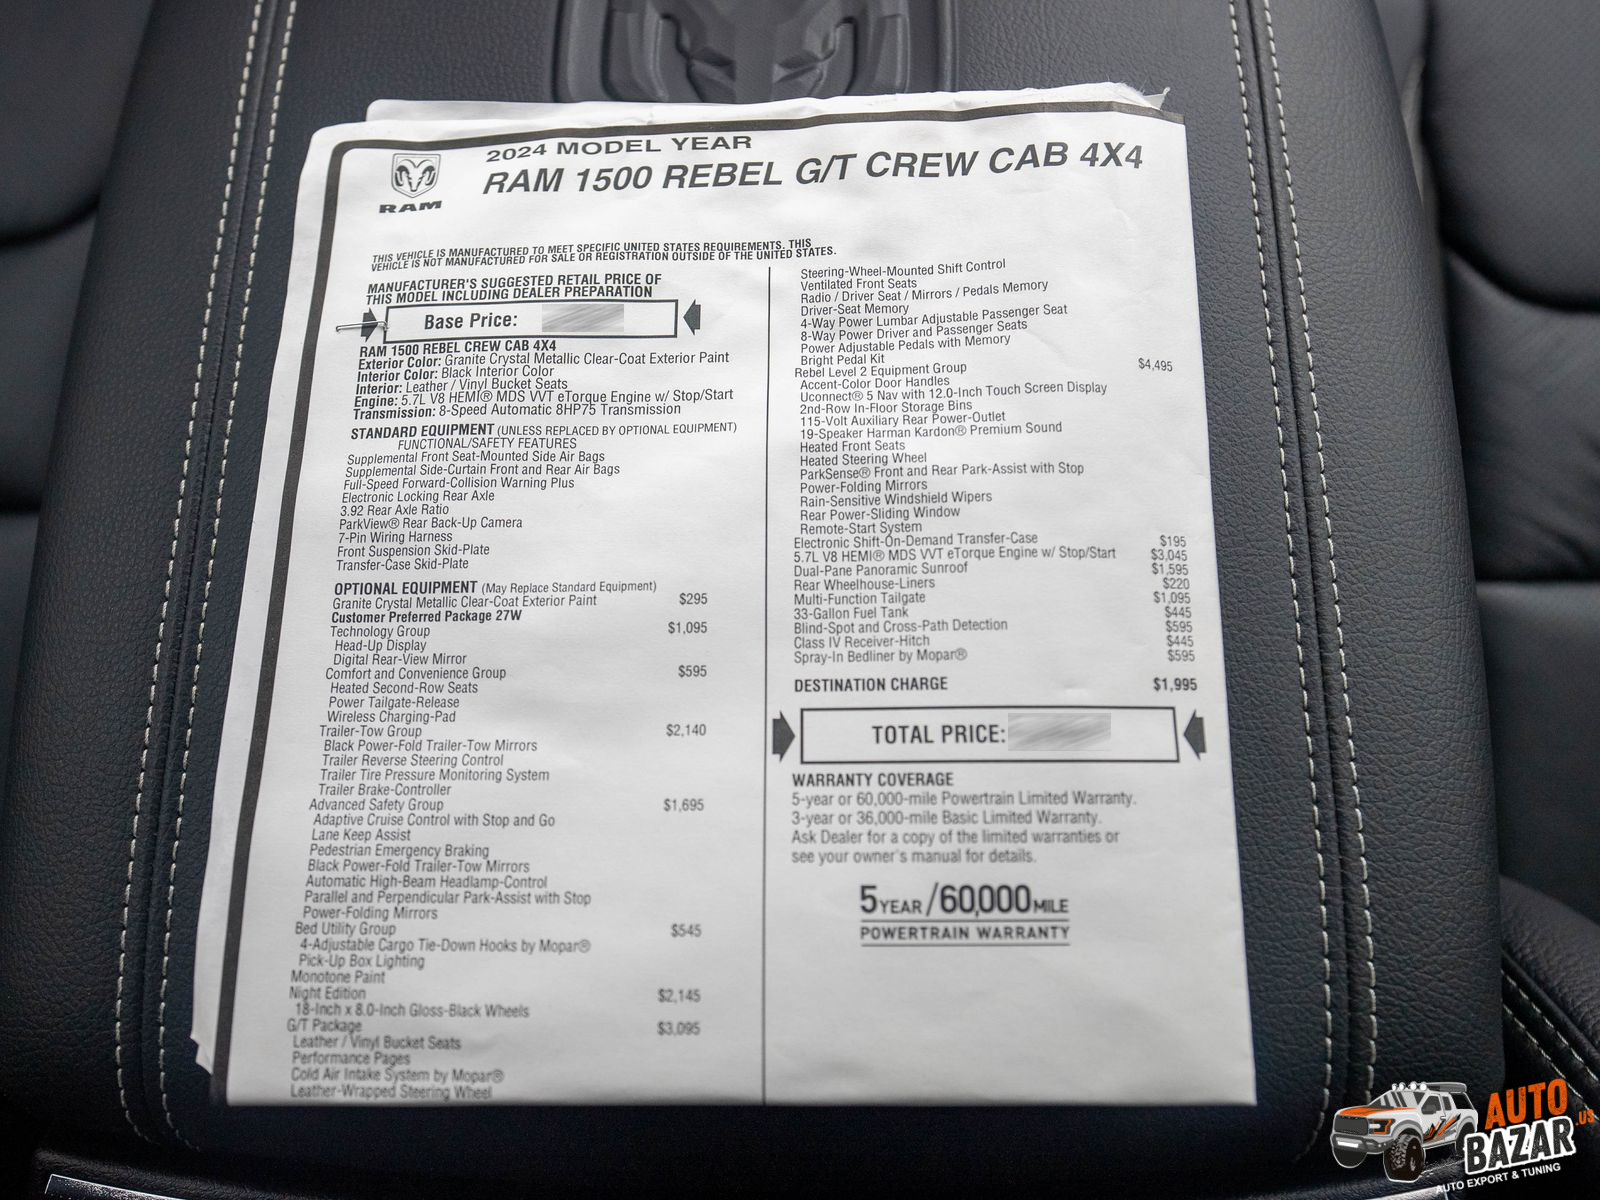 2024 MODEL YEAR
RAM 1500 REBEL G/T CREW CAB 4X4
RAM
THIS VEHICLE IS MANUFACTURED TO MEET SPECIFIC UNITED STATES REQUIREMENTS. THIS
VEHICLE IS NOT MANUFACTURED FOR SALE OR REGISTRATION OUTSIDE OF THE UNITED STATES.
MANUFACTURER'S SUGGESTED RETAIL PRICE OF
THIS MODEL INCLUDING DEALER PREPARATION
Base Price:
RAM 1500 REBEL CREW CAB 4X4
Exterior Color: Granite Crystal Metallic Clear-Coat Exterior Paint
Interior Color: Black Interior Color
Interior: Leather / Vinyl Bucket Seats
Engine: 5.7L V8 HEMI® MDS VVT eTorque Engine w/ Stop/Start
Transmission: 8-Speed Automatic 8HP75 Transmission
STANDARD EQUIPMENT (UNLESS REPLACED BY OPTIONAL EQUIPMENT)
FUNCTIONAL/SAFETY FEATURES
Supplemental Front Seat-Mounted Side Air Bags
Supplemental Side-Curtain Front and Rear Air Bags
Full-Speed Forward-Collision Warning Plus
Electronic Locking Rear Axle
3.92 Rear Axle Ratio
ParkView® Rear Back-Up Camera
7-Pin Wiring Harness
Front Suspension Skid-Plate
Transfer-Case Skid-Plate
OPTIONAL EQUIPMENT (May Replace Standard Equipment)
Granite Crystal Metallic Clear-Coat Exterior Paint $295
Customer Preferred Package 27W
Technology Group $1,095
Head-Up Display
Digital Rear-View Mirror
Comfort and Convenience Group $595
Heated Second-Row Seats
Power Tailgate-Release
Wireless Charging-Pad
Trailer-Tow Group $2,140
Black Power-Fold Trailer-Tow Mirrors
Trailer Reverse Steering Control
Trailer Tire Pressure Monitoring System
Trailer Brake-Controller
Advanced Safety Group $1,695
Adaptive Cruise Control with Stop and Go
Lane Keep Assist
Pedestrian Emergency Braking
Black Power-Fold Trailer-Tow Mirrors
Automatic High-Beam Headlamp-Control
Parallel and Perpendicular Park-Assist with Stop
Power-Folding Mirrors
Bed Utility Group $545
4-Adjustable Cargo Tie-Down Hooks by Mopar®
Pick-Up Box Lighting
Monotone Paint
Night Edition $2,145
18-Inch x 8.0-Inch Gloss-Black Wheels
G/T Package $3,095
Leather / Vinyl Bucket Seats
Performance Pages
Cold Air Intake System by Mopar®
Leather-Wrapped Steering Wheel
Steering-Wheel-Mounted Shift Control
Ventilated Front Seats
Radio / Driver Seat / Mirrors / Pedals Memory
Driver-Seat Memory
4-Way Power Lumbar Adjustable Passenger Seat
8-Way Power Driver and Passenger Seats
Power Adjustable Pedals with Memory
Bright Pedal Kit
Rebel Level 2 Equipment Group $4,495
Accent-Color Door Handles
Uconnect® 5 Nav with 12.0-Inch Touch Screen Display
2nd-Row In-Floor Storage Bins
115-Volt Auxiliary Rear Power-Outlet
19-Speaker Harman Kardon® Premium Sound
Heated Front Seats
Heated Steering Wheel
ParkSense® Front and Rear Park-Assist with Stop
Power-Folding Mirrors
Rain-Sensitive Windshield Wipers
Rear Power-Sliding Window
Remote-Start System
Electronic Shift-On-Demand Transfer-Case $195
5.7L V8 HEMI® MDS VVT eTorque Engine w/ Stop/Start $3,045
Dual-Pane Panoramic Sunroof $1,595
Rear Wheelhouse-Liners $220
Multi-Function Tailgate $1,095
33-Gallon Fuel Tank $445
Blind-Spot and Cross-Path Detection $595
Class IV Receiver-Hitch $445
Spray-In Bedliner by Mopar® $595
DESTINATION CHARGE $1,995
TOTAL PRICE:
WARRANTY COVERAGE
5-year or 60,000-mile Powertrain Limited Warranty.
3-year or 36,000-mile Basic Limited Warranty.
Ask Dealer for a copy of the limited warranties or
see your owner's manual for details.
5 YEAR/60,000 MILE
POWERTRAIN WARRANTY
AUTO
BAZAR.US
AUTO EXPORT & TUNING